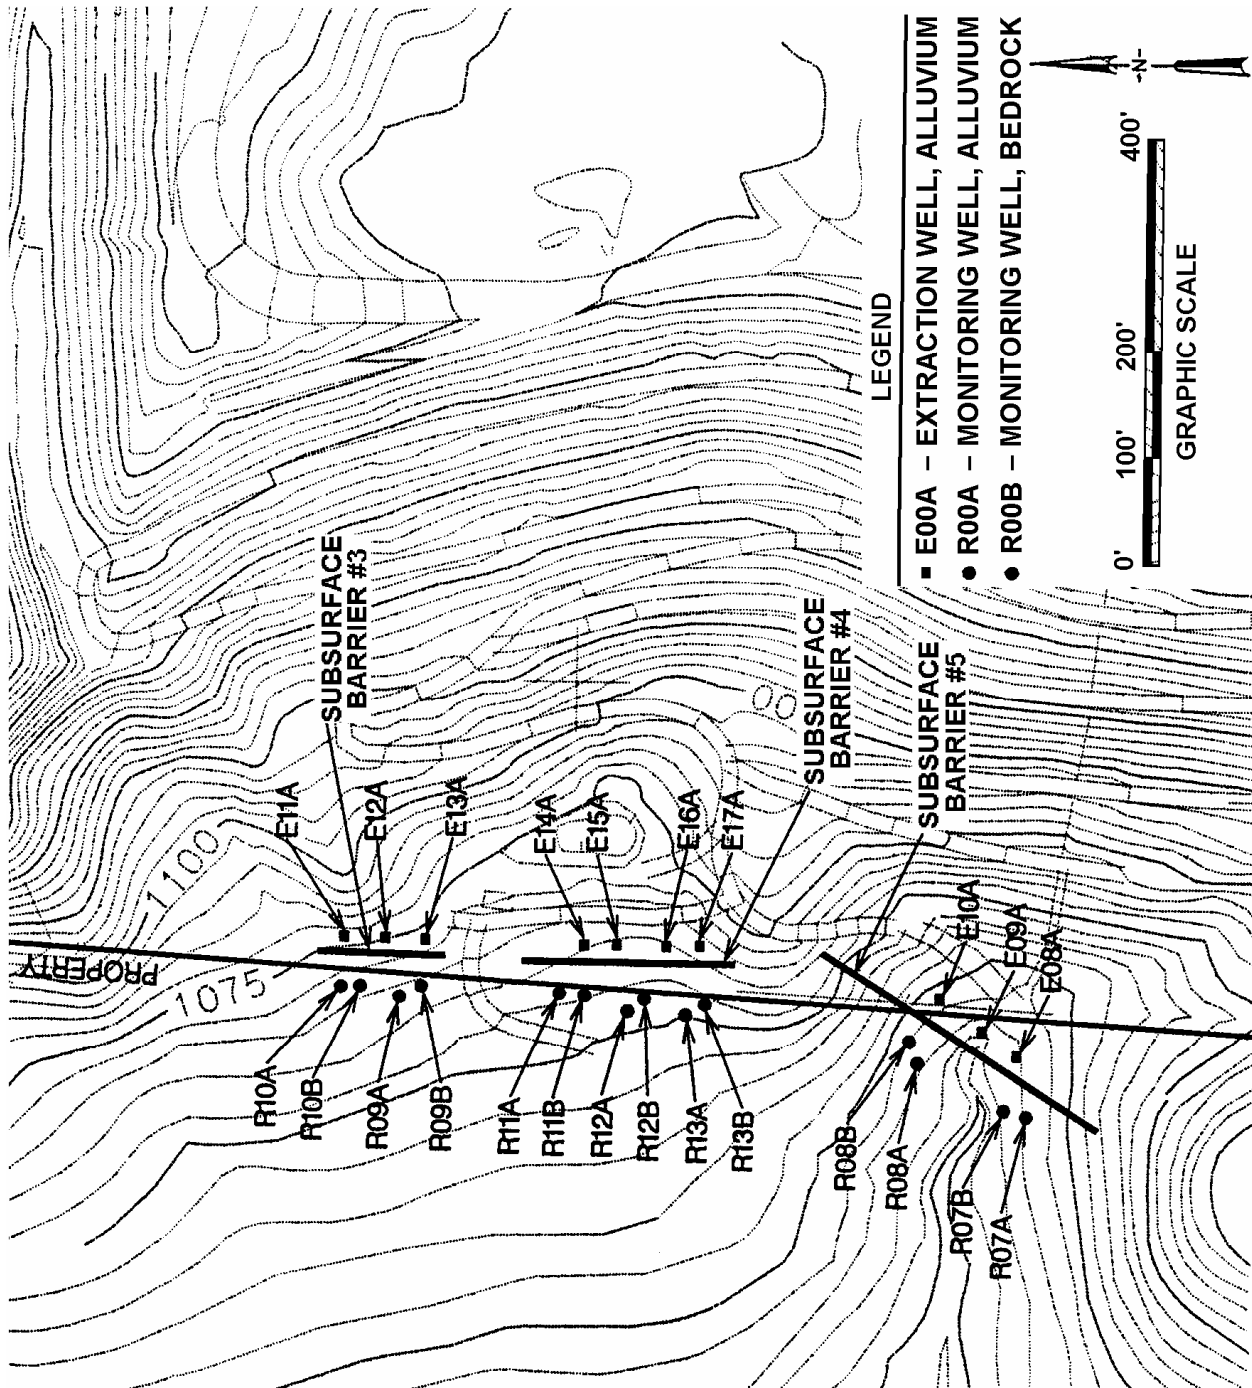 PROPERTY
1100
1075
SUBSURFACE
BARRIER #3
E11A
E12A
E13A
E14A
E15A
E16A
E17A
SUBSURFACE
BARRIER #4
SUBSURFACE
BARRIER #5
E10A
E09A
E08A
R10A
R10B
R09A
R09B
R11A
R11B
R12A
R12B
R13A
R13B
R08B
R08A
R07B
R07A
LEGEND
■ E00A – EXTRACTION WELL, ALLUVIUM
● R00A – MONITORING WELL, ALLUVIUM
● R00B – MONITORING WELL, BEDROCK
-N-
0' 100' 200' 400'
GRAPHIC SCALE